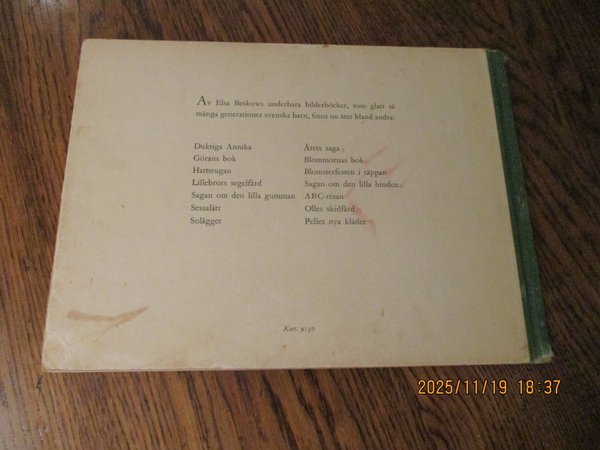 Av Elsa Beskows underbara bilderböcker, som glatt så
många generationer svenska barn, finns nu åter bland andra:
Duktiga Annika
Görans bok
Hattstugan
Lillebrors segelfärd
Sagan om den lilla gumman
Sessalätt
Solägget
Årets saga
Blommornas bok
Blomsterfesten i täppan
Sagan om den lilla hinden
ABC-resan
Olles skidfärd
Pelles nya kläder
Kart. 9:50
2025/11/19 18:37